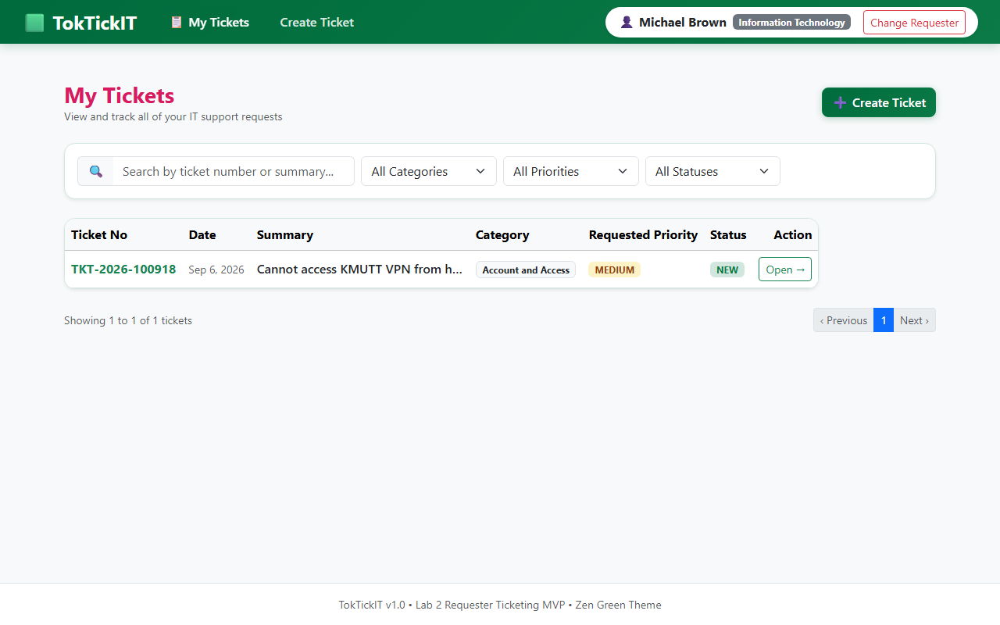 TokTickIT
My Tickets
Create Ticket
Michael Brown
Information Technology
Change Requester
My Tickets
View and track all of your IT support requests
Create Ticket
Search by ticket number or summary...
All Categories
All Priorities
All Statuses
Ticket No Date Summary Category Requested Priority Status Action
TKT-2026-100918 Sep 6, 2026 Cannot access KMUTT VPN from h... Account and Access MEDIUM NEW Open →
Showing 1 to 1 of 1 tickets
‹ Previous 1 Next ›
TokTickIT v1.0 • Lab 2 Requester Ticketing MVP • Zen Green Theme